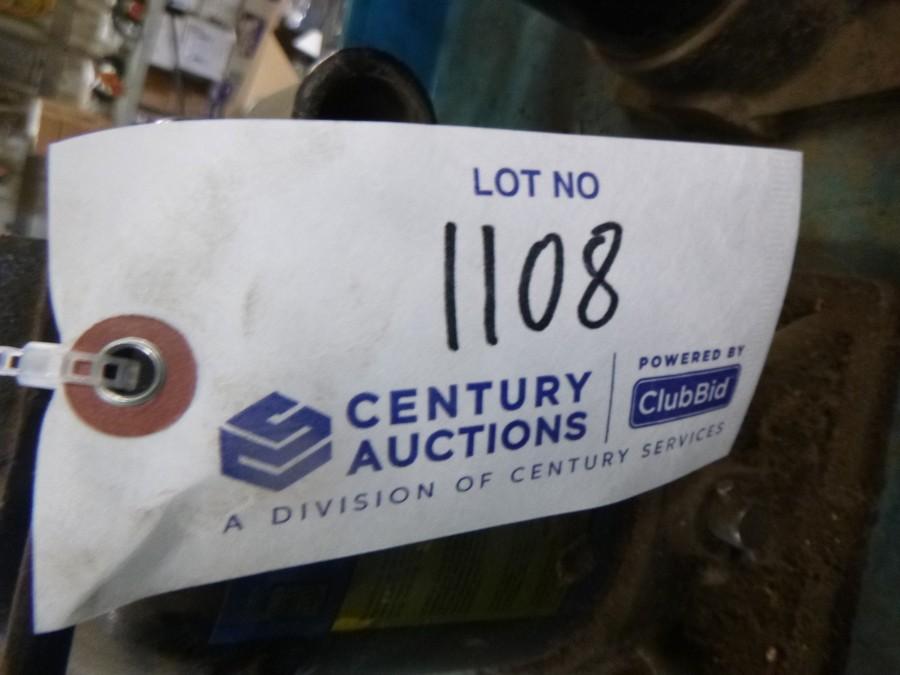 LOT NO
1108
CENTURY
AUCTIONS
POWERED BY
ClubBid
A DIVISION OF CENTURY SERVICES